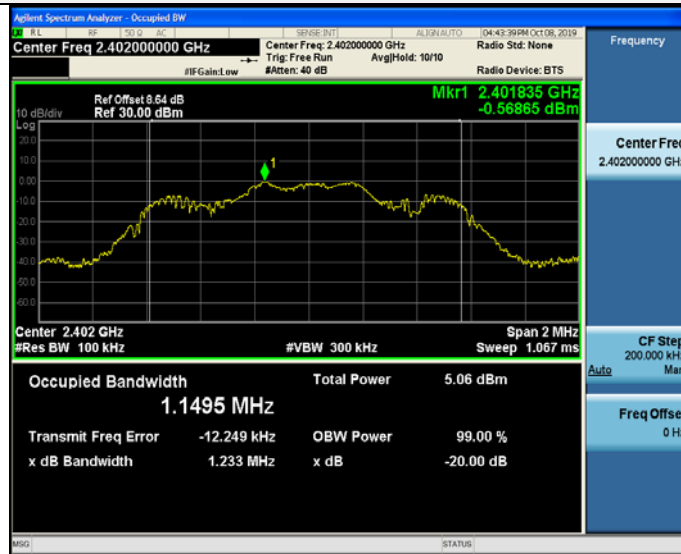 Agilent Spectrum Analyzer - Occupied BW
RL RF 50 Ω AC SENSE:INT ALIGN AUTO 04:43:39 PM Oct 08, 2019
Center Freq 2.402000000 GHz
Center Freq: 2.402000000 GHz
Radio Std: None
Trig: Free Run Avg|Hold: 10/10
#IFGain:Low #Atten: 40 dB Radio Device: BTS
Ref Offset 8.64 dB
10 dB/div Ref 30.00 dBm
Mkr1 2.401835 GHz
-0.56865 dBm
Log
20.0
10.0
1
0.00
-10.0
-20.0
-30.0
-40.0
-50.0
-60.0
Center 2.402 GHz Span 2 MHz
#Res BW 100 kHz #VBW 300 kHz Sweep 1.067 ms
Occupied Bandwidth Total Power 5.06 dBm
1.1495 MHz
Transmit Freq Error -12.249 kHz OBW Power 99.00 %
x dB Bandwidth 1.233 MHz x dB -20.00 dB
MSG STATUS
Frequency
Center Freq
2.402000000 GHz
CF Step
200.000 kHz
Auto Man
Freq Offset
0 Hz